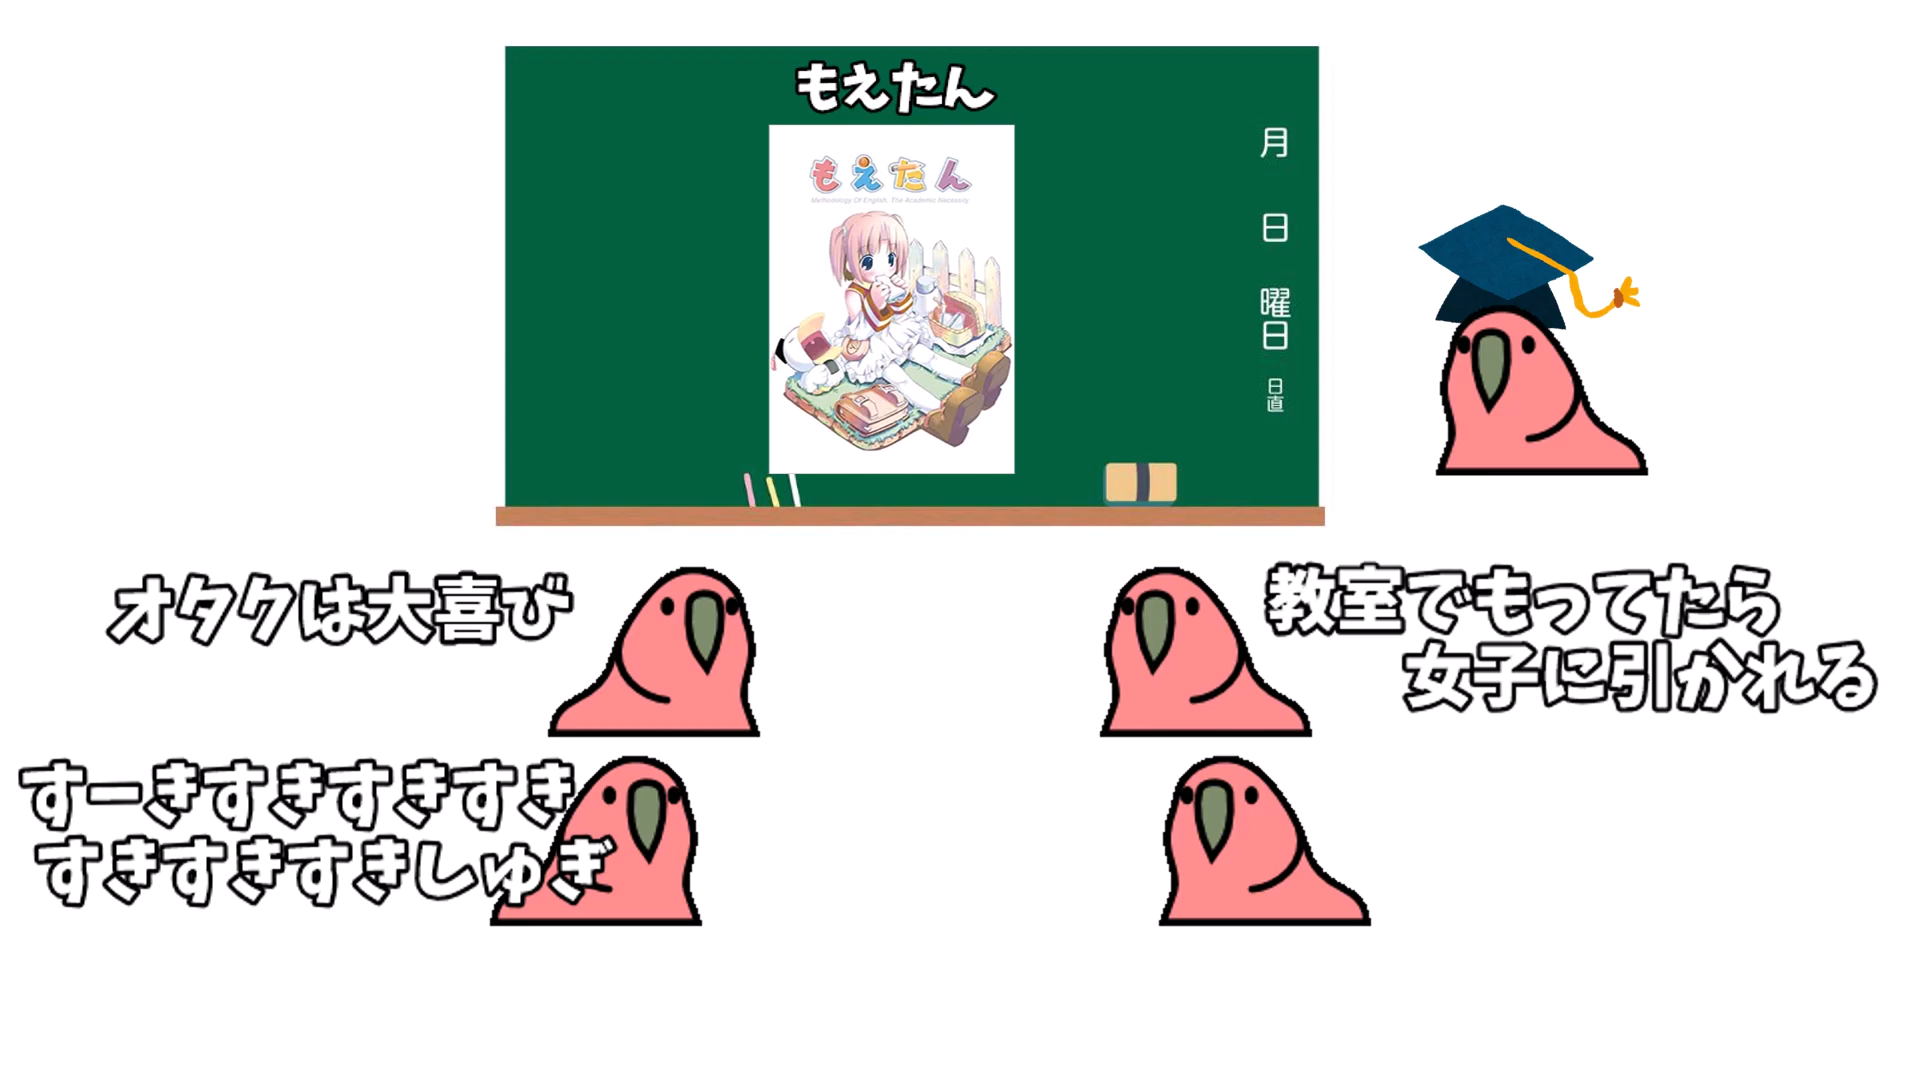 もえたん
もえたん
Methodology Of English, The Academic Necessity
月
日
曜
日
日直
オタクは大喜び
教室でもってたら
女子に引かれる
すーきすきすきすき
すきすきすきしゅぎ